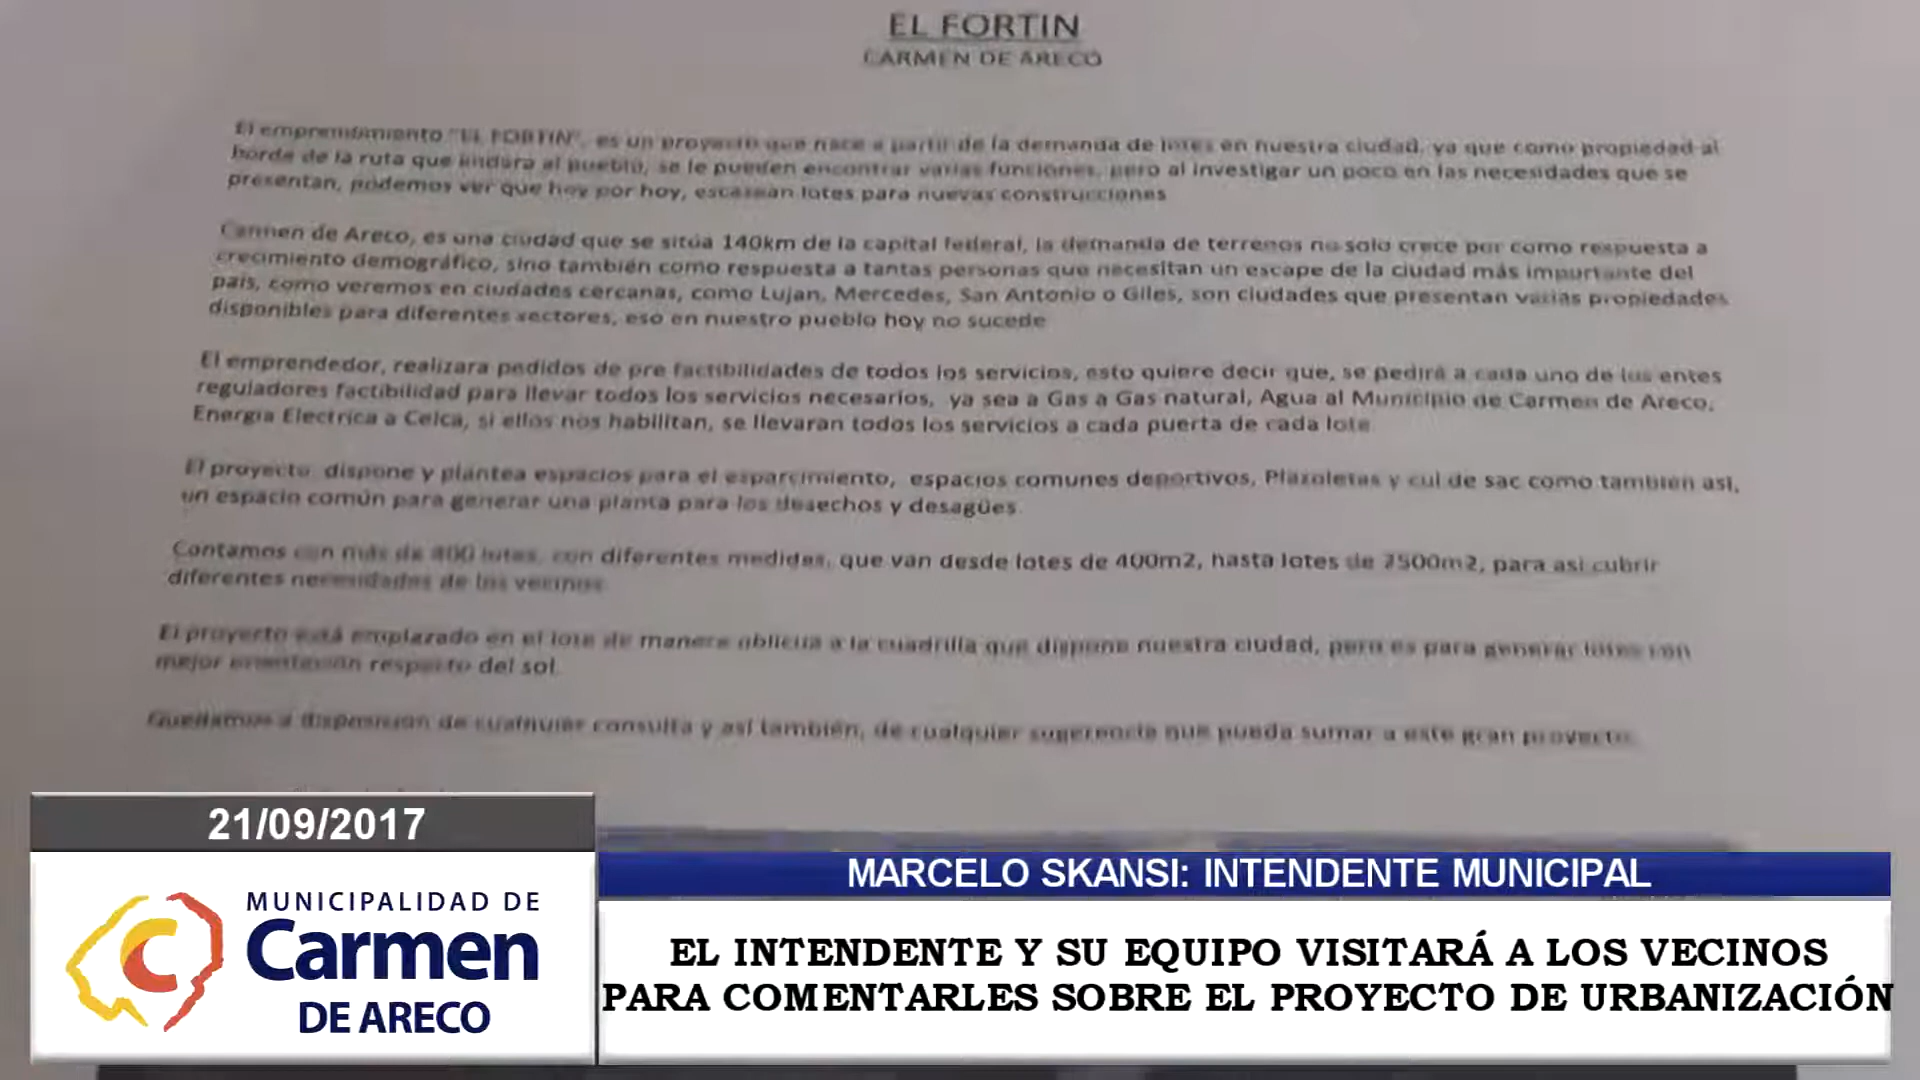 EL FORTIN
CARMEN DE ARECO
El emprendimiento "EL FORTIN", es un proyecto que nace a partir de la demanda de lotes en nuestra ciudad, ya que como propiedad al
borde de la ruta que lindara al pueblo, se le pueden encontrar varias funciones, pero al investigar un poco en las necesidades que se
presentan, podemos ver que hoy por hoy, escasean lotes para nuevas construcciones
Carmen de Areco, es una ciudad que se sitúa 140km de la capital federal, la demanda de terrenos no solo crece por como respuesta a
crecimiento demográfico, sino también como respuesta a tantas personas que necesitan un escape de la ciudad más importante del
país, como veremos en ciudades cercanas, como Lujan, Mercedes, San Antonio o Giles, son ciudades que presentan varias propiedades
disponibles para diferentes sectores, eso en nuestro pueblo hoy no sucede
El emprendedor, realizara pedidos de pre factibilidades de todos los servicios, esto quiere decir que, se pedirá a cada uno de los entes
reguladores factibilidad para llevar todos los servicios necesarios, ya sea a Gas a Gas natural, Agua al Municipio de Carmen de Areco,
Energía Electrica a Celca, si ellos nos habilitan, se llevaran todos los servicios a cada puerta de cada lote
El proyecto dispone y plantea espacios para el esparcimiento, espacios comunes deportivos, Plazoletas y cul de sac como también así,
un espacio común para generar una planta para los desechos y desagües
Contamos con más de 400 lotes, con diferentes medidas, que van desde lotes de 400m2, hasta lotes de 2500m2, para así cubrir
diferentes necesidades de los vecinos
El proyecto está emplazado en el lote de manera oblicua a la cuadrilla que dispone nuestra ciudad, pero es para generar lotes con
mejor orientación respecto del sol
Quedamos a disposición de cualquier consulta y así también, de cualquier sugerencia que pueda sumar a este gran proyecto
21/09/2017
MUNICIPALIDAD DE
Carmen
DE ARECO
MARCELO SKANSI: INTENDENTE MUNICIPAL
EL INTENDENTE Y SU EQUIPO VISITARÁ A LOS VECINOS
PARA COMENTARLES SOBRE EL PROYECTO DE URBANIZACIÓN